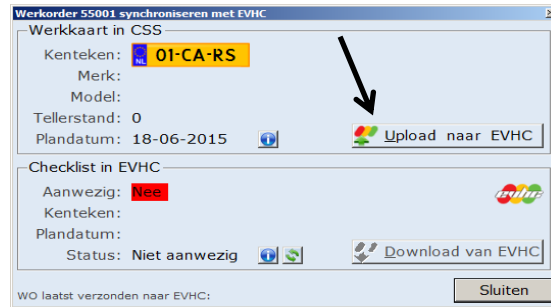 Werkorder 55001 synchroniseren met EVHC
Werkkaart in CSS
Kenteken: NL 01-CA-RS
Merk:
Model:
Tellerstand: 0
Plandatum: 18-06-2015
Upload naar EVHC
Checklist in EVHC
Aanwezig: Nee
Kenteken:
Plandatum:
Status: Niet aanwezig
Download van EVHC
WO laatst verzonden naar EVHC:
Sluiten